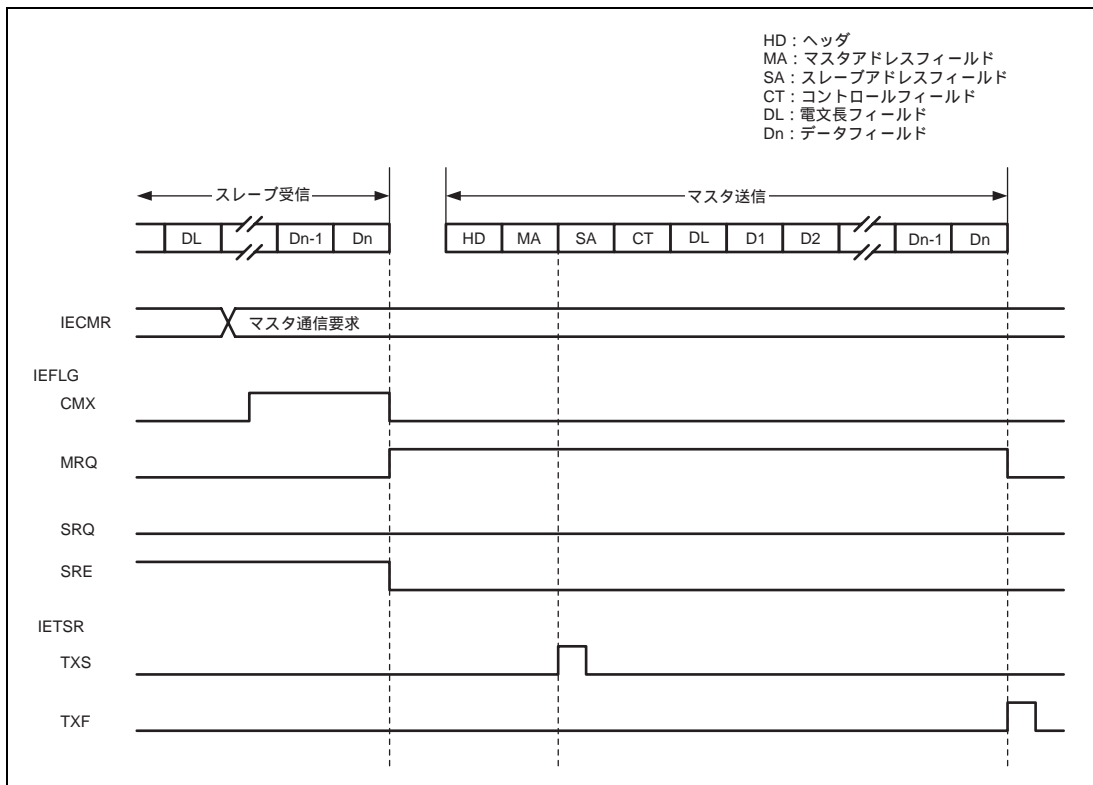 HD：ヘッダ
MA：マスタアドレスフィールド
SA：スレーブアドレスフィールド
CT：コントロールフィールド
DL：電文長フィールド
Dn：データフィールド
スレーブ受信 マスタ送信
DL Dn-1 Dn HD MA SA CT DL D1 D2 Dn-1 Dn
IECMR マスタ通信要求
IEFLG
CMX
MRQ
SRQ
SRE
IETSR
TXS
TXF